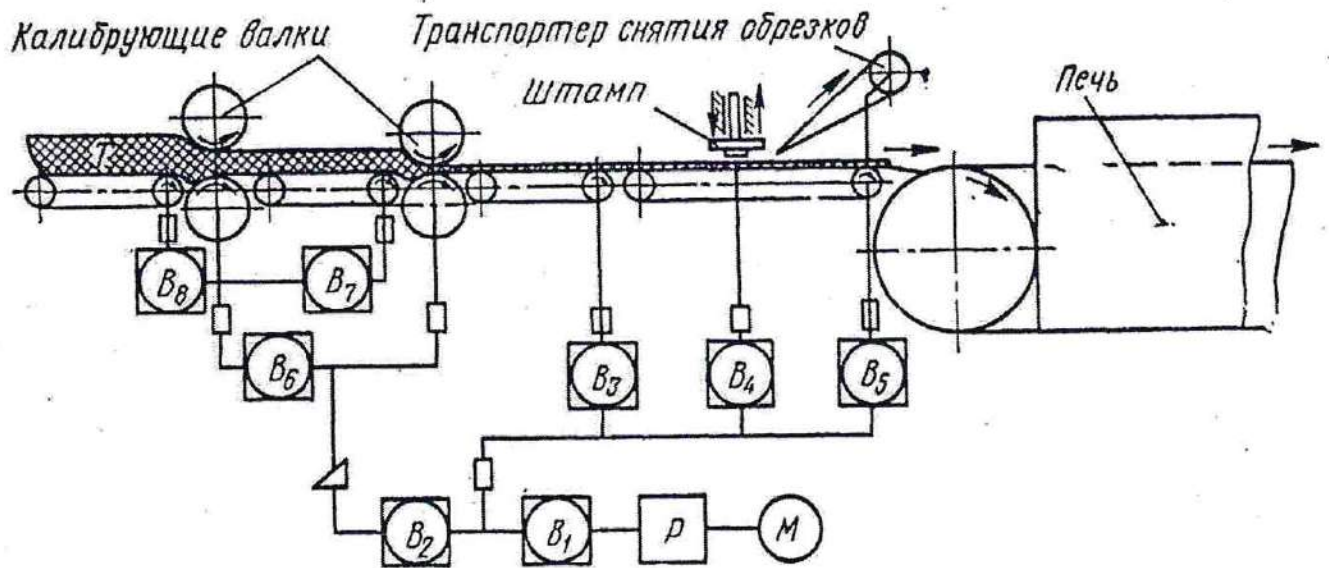 Калибрующие валки
Транспортер снятия обрезков
Штамп
Печь
Т
В₈
В₇
В₆
В₃
В₄
В₅
В₂
В₁
Р
М